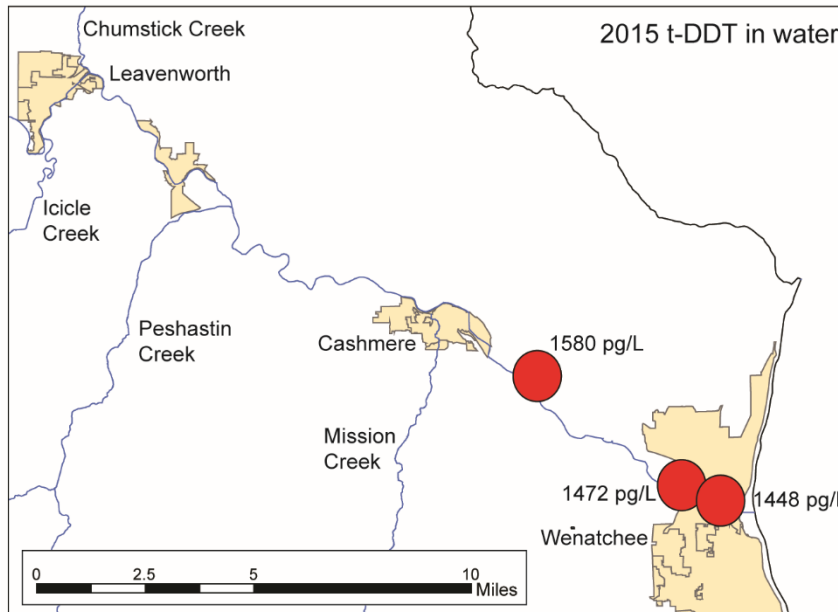 Chumstick Creek
2015 t-DDT in water
Leavenworth
Icicle
Creek
Peshastin
Creek
Cashmere
1580 pg/L
Mission
Creek
1472 pg/L
1448 pg/
Wenatchee
0 2.5 5 10
Miles